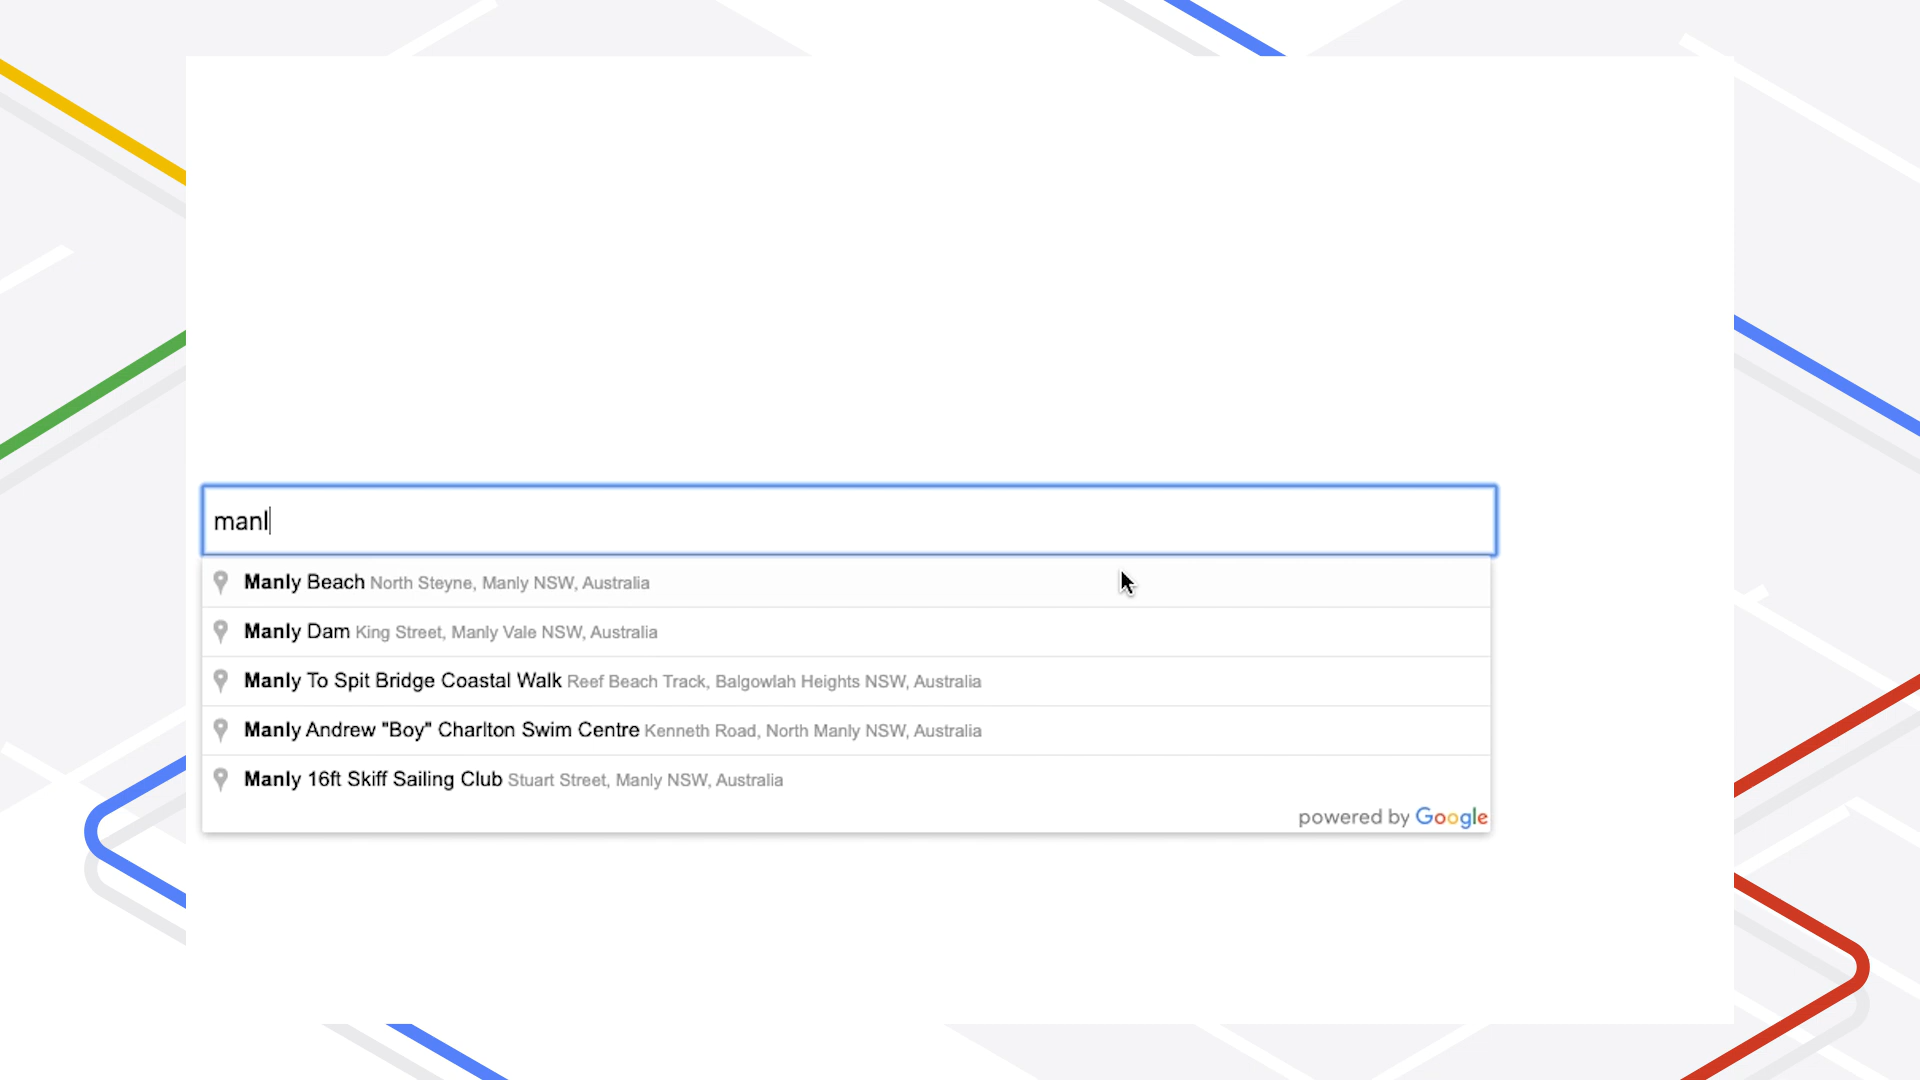 manl
Manly Beach North Steyne, Manly NSW, Australia
Manly Dam King Street, Manly Vale NSW, Australia
Manly To Spit Bridge Coastal Walk Reef Beach Track, Balgowlah Heights NSW, Australia
Manly Andrew "Boy" Charlton Swim Centre Kenneth Road, North Manly NSW, Australia
Manly 16ft Skiff Sailing Club Stuart Street, Manly NSW, Australia
powered by Google